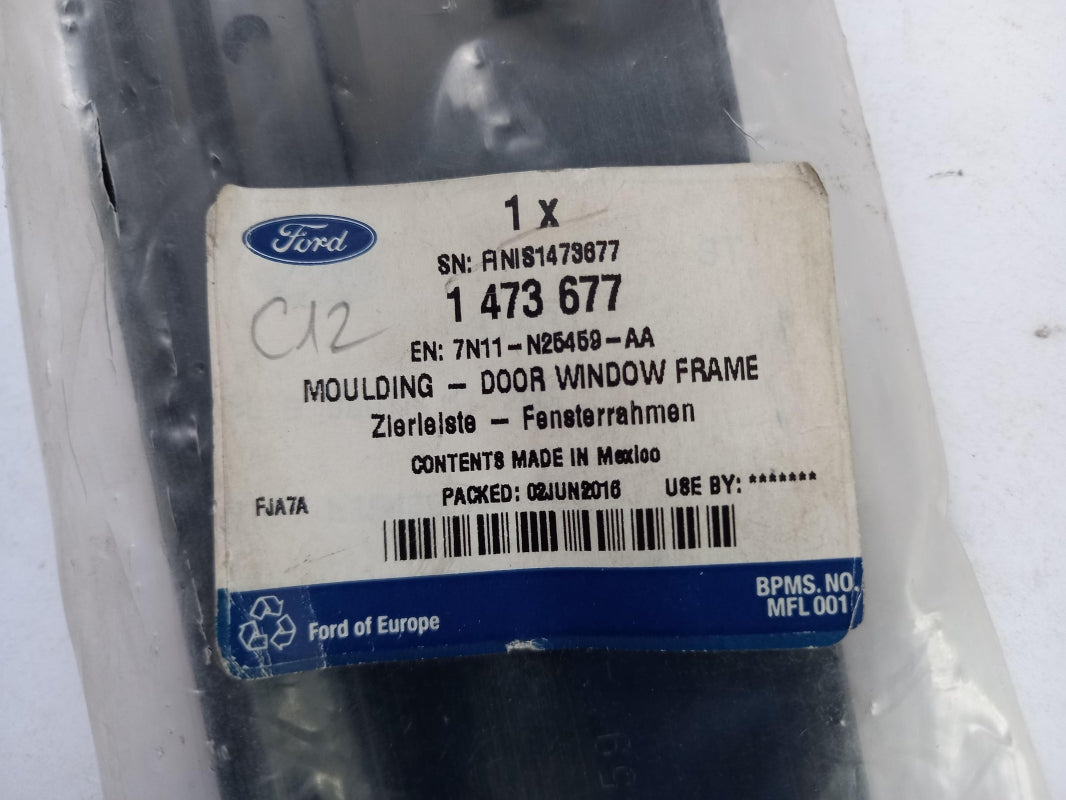 Ford
1 x
SN: FINIS1473677
1 473 677
C12
EN: 7N11-N25459-AA
MOULDING - DOOR WINDOW FRAME
Zierleiste - Fensterrahmen
CONTENTS MADE IN Mexico
PACKED: 02JUN2016 USE BY: *******
FJA7A
BPMS. NO.
MFL 001
Ford of Europe